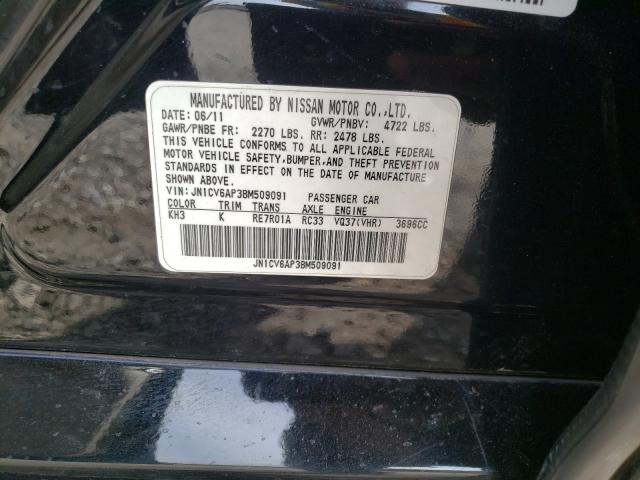 MANUFACTURED BY NISSAN MOTOR CO.,LTD.
DATE: 06/11 GVWR/PNBV: 4722 LBS.
GAWR/PNBE FR: 2270 LBS. RR: 2478 LBS.
THIS VEHICLE CONFORMS TO ALL APPLICABLE FEDERAL
MOTOR VEHICLE SAFETY,BUMPER,AND THEFT PREVENTION
STANDARDS IN EFFECT ON THE DATE OF MANUFACTURE
SHOWN ABOVE.
VIN: JN1CV6AP3BM509091 PASSENGER CAR
COLOR TRIM TRANS AXLE ENGINE
KH3 K RE7R01A RC33 VQ37(VHR) 3696CC
JN1CV6AP3BM509091